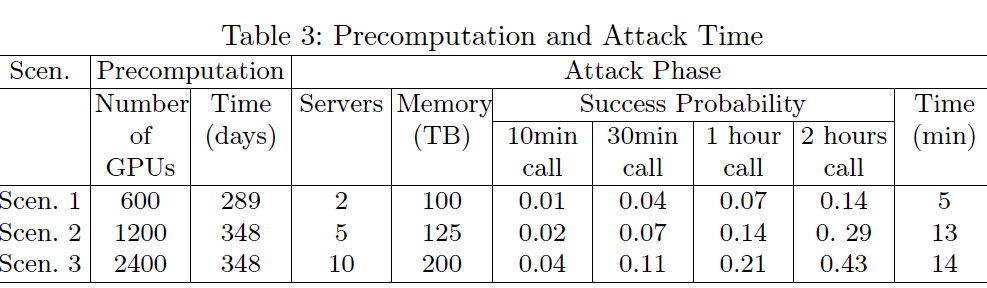 Table 3: Precomputation and Attack Time
Scen. Precomputation Attack Phase
Number Time Servers Memory Success Probability Time
of (days) (TB) 10min 30min 1 hour 2 hours (min)
GPUs call call call call
Scen. 1 600 289 2 100 0.01 0.04 0.07 0.14 5
Scen. 2 1200 348 5 125 0.02 0.07 0.14 0. 29 13
Scen. 3 2400 348 10 200 0.04 0.11 0.21 0.43 14